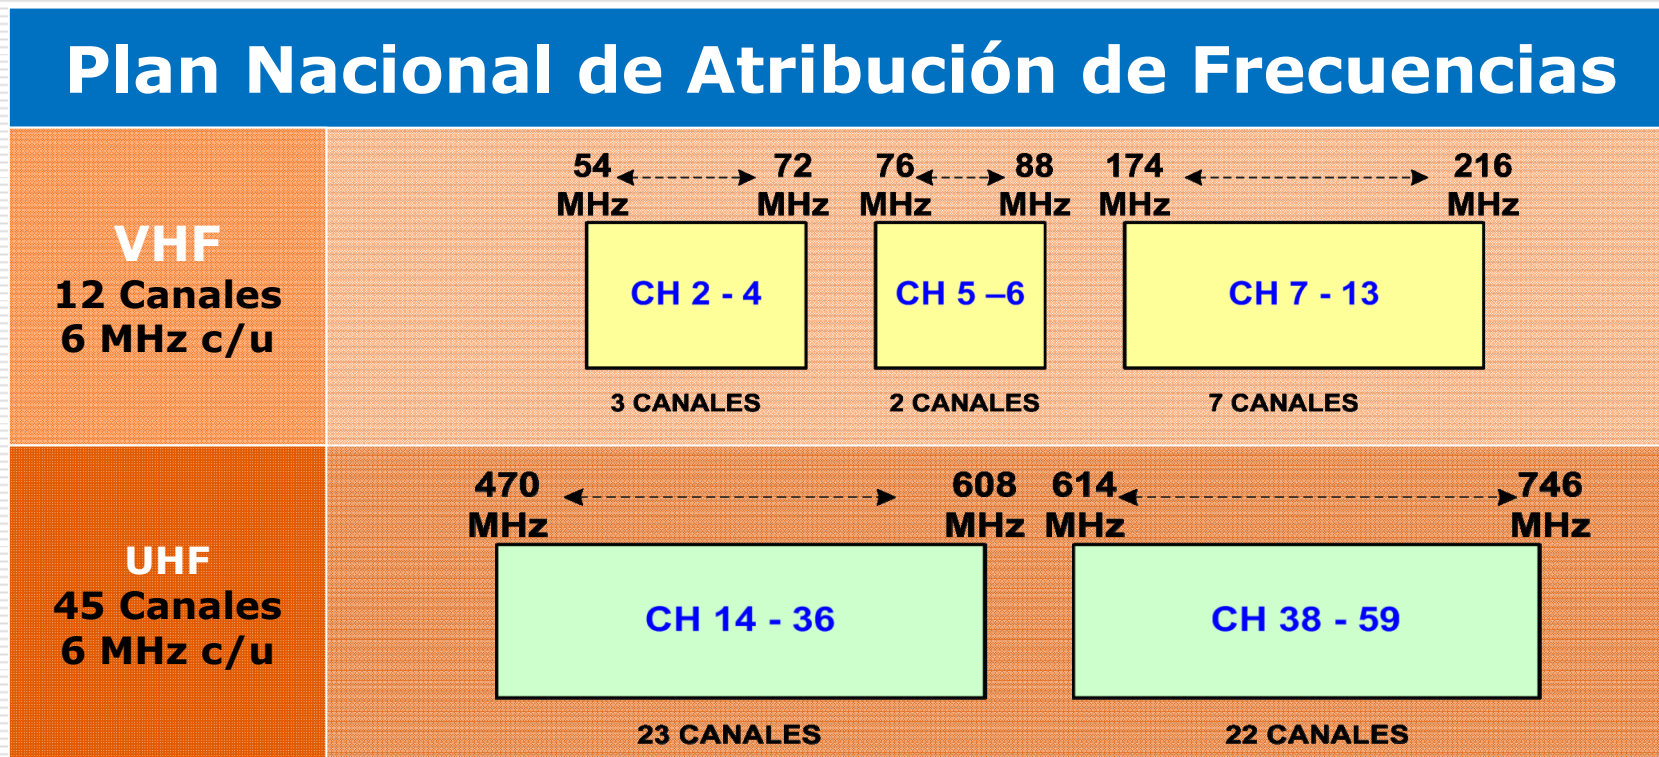 Plan Nacional de Atribución de Frecuencias
VHF
12 Canales
6 MHz c/u
54 MHz
72 MHz
76 MHz
88 MHz
174 MHz
216 MHz
CH 2 - 4
CH 5 –6
CH 7 - 13
3 CANALES
2 CANALES
7 CANALES
UHF
45 Canales
6 MHz c/u
470 MHz
608 MHz
614 MHz
746 MHz
CH 14 - 36
CH 38 - 59
23 CANALES
22 CANALES